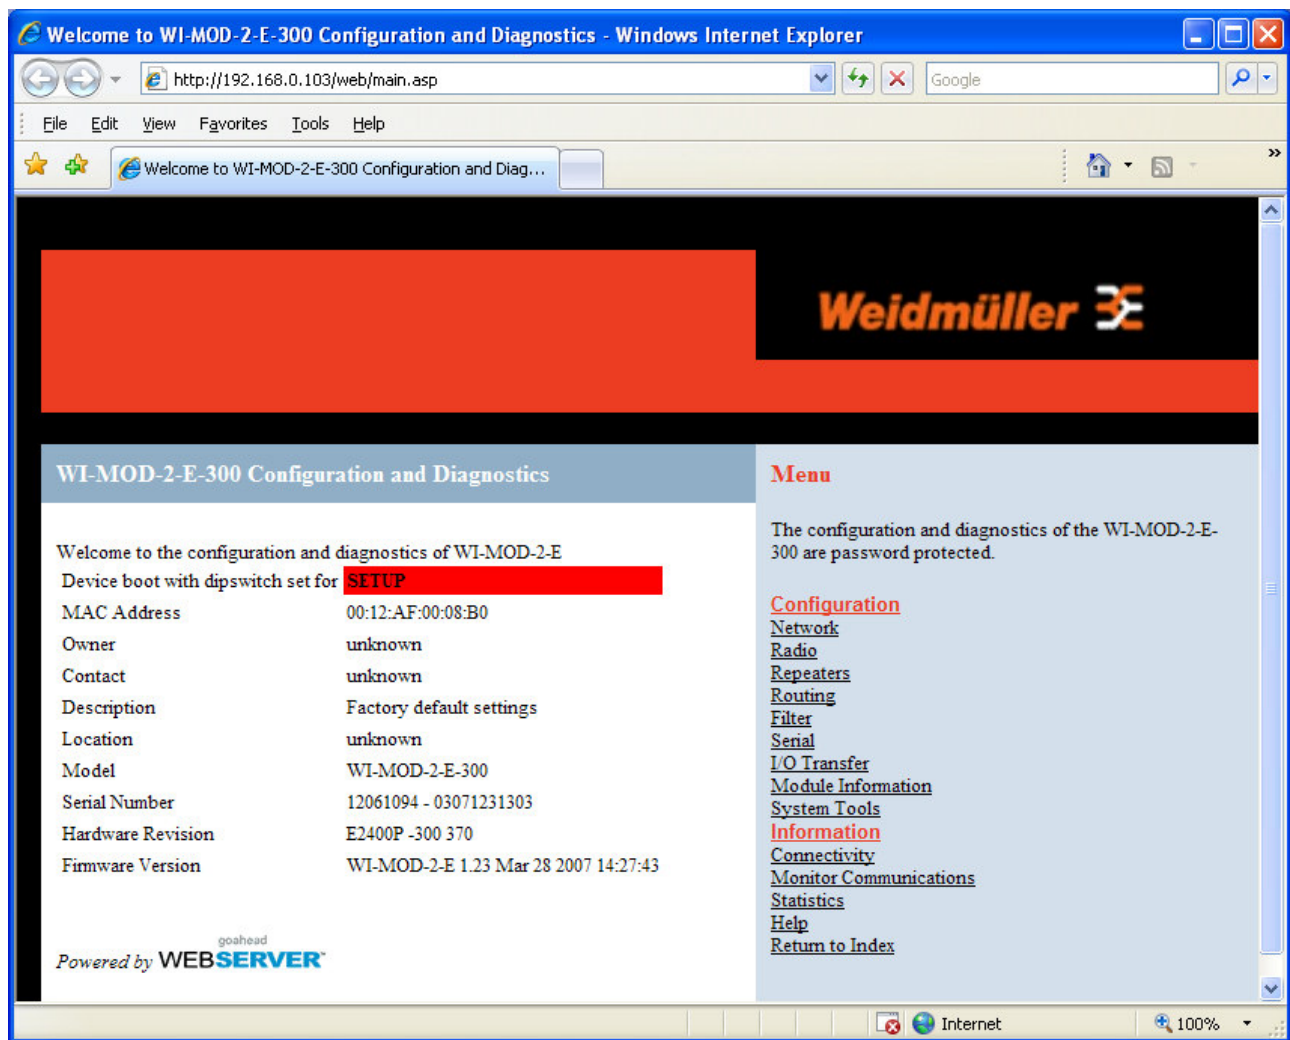 Welcome to WI-MOD-2-E-300 Configuration and Diagnostics - Windows Internet Explorer
http://192.168.0.103/web/main.asp
Google
File Edit View Favorites Tools Help
Welcome to WI-MOD-2-E-300 Configuration and Diag...
»
Weidmüller
WI-MOD-2-E-300 Configuration and Diagnostics
Welcome to the configuration and diagnostics of WI-MOD-2-E
Device boot with dipswitch set for SETUP
MAC Address 00:12:AF:00:08:B0
Owner unknown
Contact unknown
Description Factory default settings
Location unknown
Model WI-MOD-2-E-300
Serial Number 12061094 - 03071231303
Hardware Revision E2400P -300 370
Firmware Version WI-MOD-2-E 1.23 Mar 28 2007 14:27:43
goahead
Powered by WEBSERVER™
Menu
The configuration and diagnostics of the WI-MOD-2-E-
300 are password protected.
Configuration
Network
Radio
Repeaters
Routing
Filter
Serial
I/O Transfer
Module Information
System Tools
Information
Connectivity
Monitor Communications
Statistics
Help
Return to Index
Internet
100%